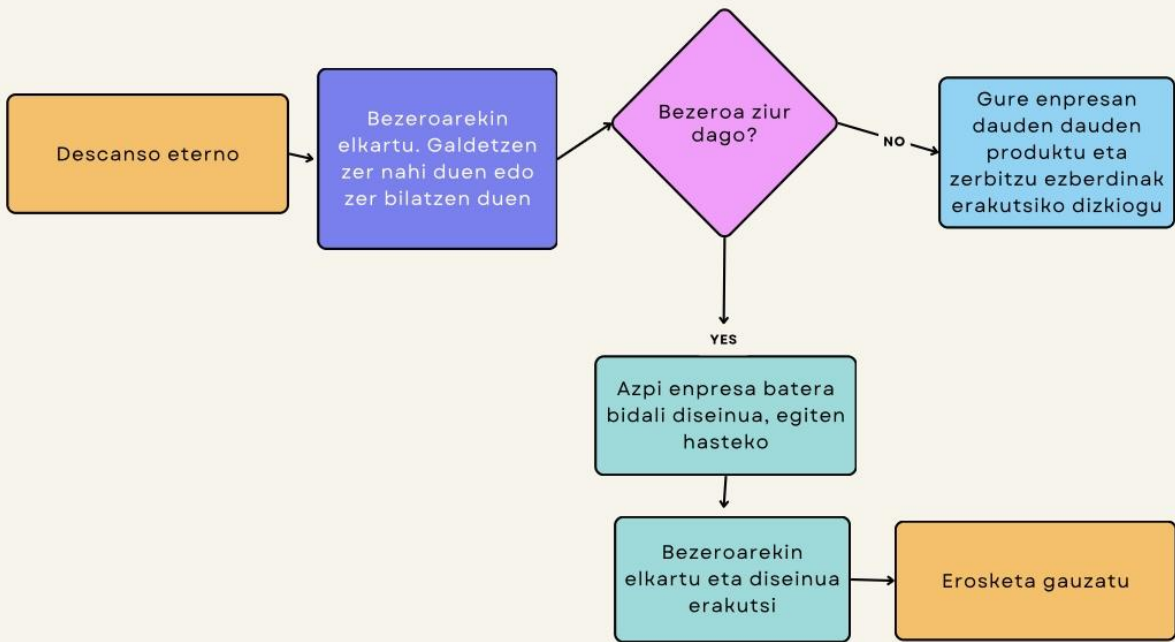 Descanso eterno
Bezeroarekin
elkartu. Galdetzen
zer nahi duen edo
zer bilatzen duen
Bezeroa ziur
dago?
NO
Gure enpresan
dauden dauden
produktu eta
zerbitzu ezberdinak
erakutsiko dizkiogu
YES
Azpi enpresa batera
bidali diseinua, egiten
hasteko
Bezeroarekin
elkartu eta diseinua
erakutsi
Erosketa gauzatu